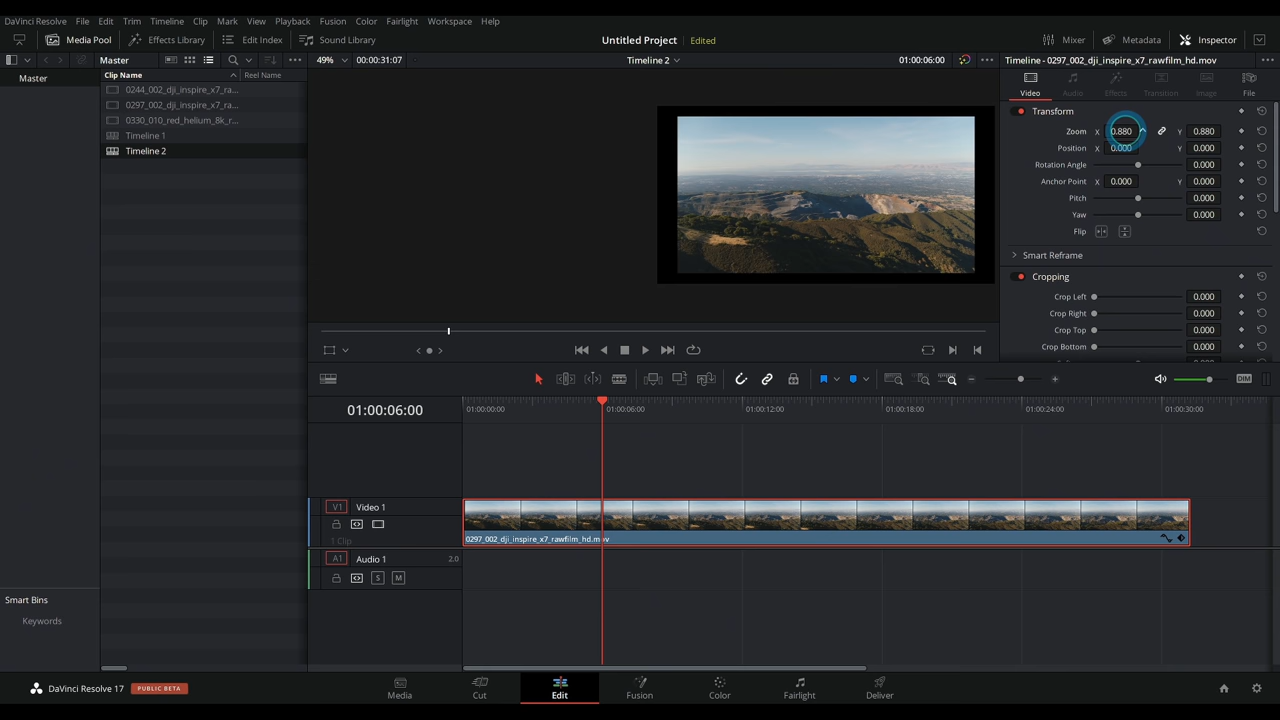 DaVinci Resolve File Edit Trim Timeline Clip Mark View Playback Fusion Color Fairlight Workspace Help
Media Pool Effects Library Edit Index Sound Library Untitled Project Edited Mixer Metadata Inspector
Master 49% 00:00:31:07 Timeline 2 01:00:06:00 Timeline - 0297_002_dji_inspire_x7_rawfilm_hd.mov
Master
Clip Name Reel Name
0244_002_dji_inspire_x7_ra...
0297_002_dji_inspire_x7_ra...
0330_010_red_helium_8k_r...
Timeline 1
Timeline 2
Video Audio Effects Transition Image File
Transform
Zoom X 0.880 Y 0.880
Position X 0.000 Y 0.000
Rotation Angle 0.000
Anchor Point X 0.000 Y 0.000
Pitch 0.000
Yaw 0.000
Flip
Smart Reframe
Cropping
Crop Left 0.000
Crop Right 0.000
Crop Top 0.000
Crop Bottom 0.000
DIM
01:00:06:00
01:00:00:00 01:00:06:00 01:00:12:00 01:00:18:00 01:00:24:00 01:00:30:00
V1 Video 1
1 Clip
0297_002_dji_inspire_x7_rawfilm_hd.mov
A1 Audio 1 2.0
S M
Smart Bins
Keywords
DaVinci Resolve 17 PUBLIC BETA
Media Cut Edit Fusion Color Fairlight Deliver